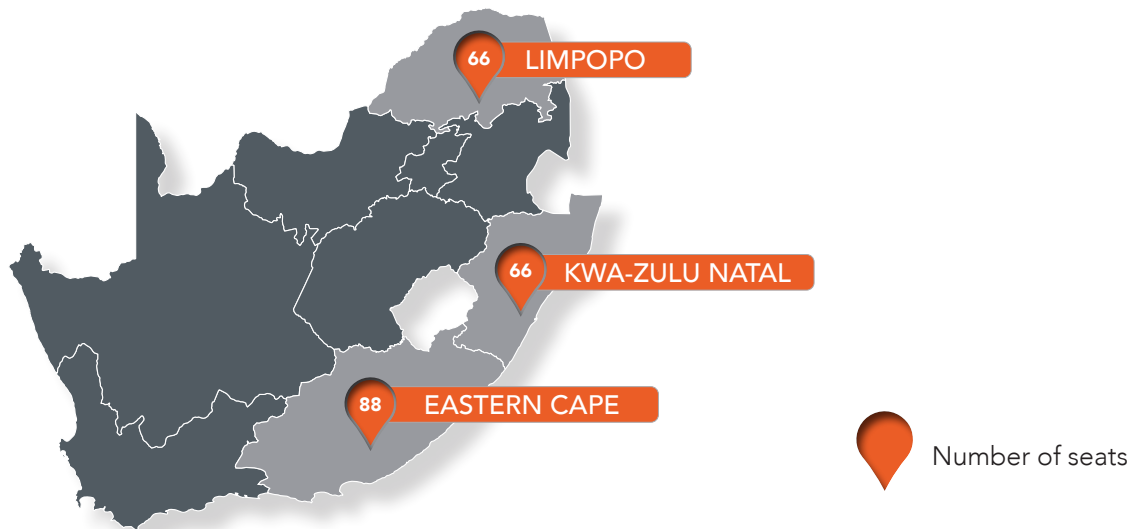 66 LIMPOPO
66 KWA-ZULU NATAL
88 EASTERN CAPE
Number of seats